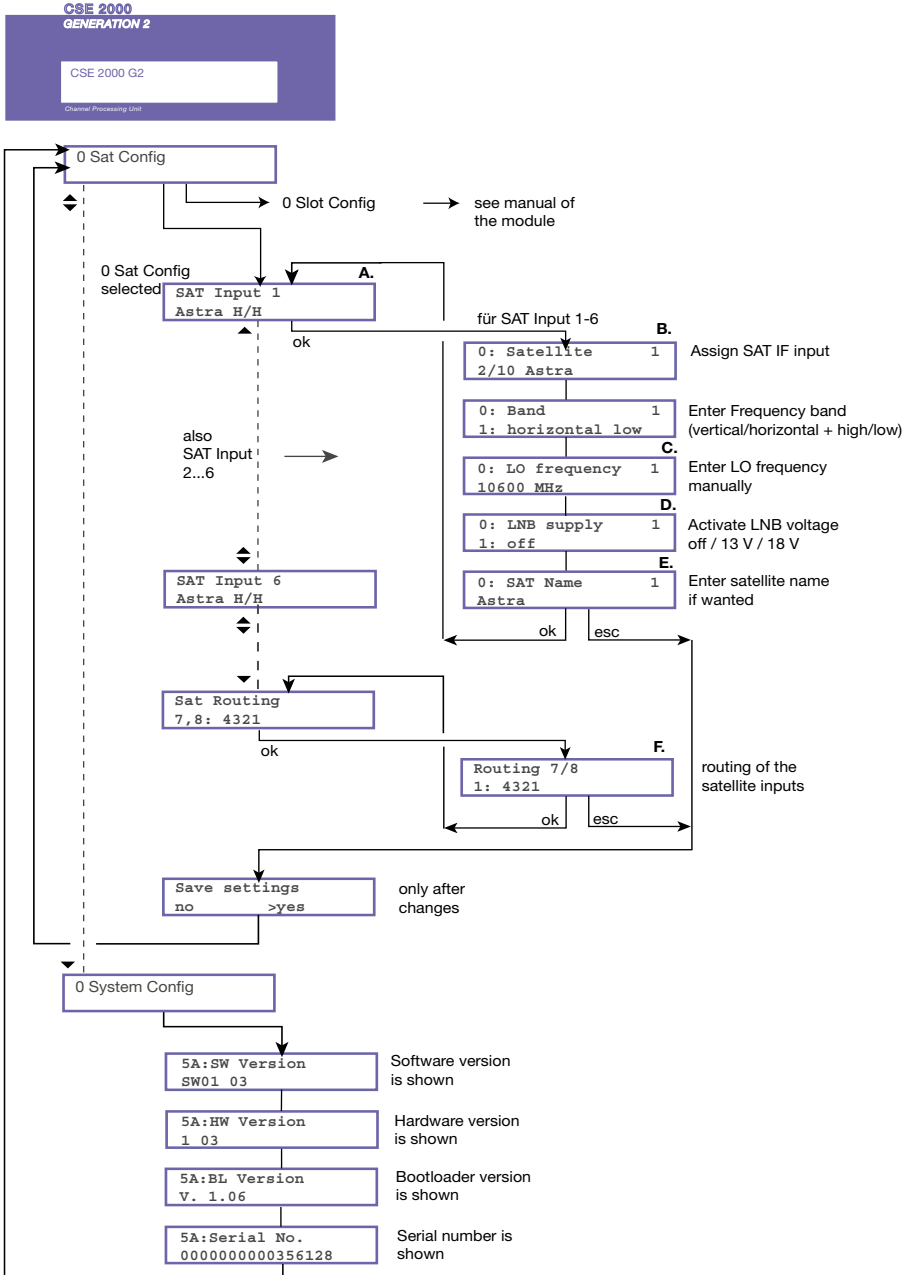 CSE 2000
GENERATION 2
CSE 2000 G2
Channel Processing Unit
0 Sat Config
0 Slot Config
see manual of
the module
0 Sat Config
selected
A.
SAT Input 1
Astra H/H
ok
für SAT Input 1-6
B.
0: Satellite 1
2/10 Astra
Assign SAT IF input
0: Band 1
1: horizontal low
Enter Frequency band
(vertical/horizontal + high/low)
C.
0: LO frequency 1
10600 MHz
Enter LO frequency
manually
D.
0: LNB supply 1
1: off
Activate LNB voltage
off / 13 V / 18 V
E.
0: SAT Name 1
Astra
Enter satellite name
if wanted
ok
esc
also
SAT Input
2...6
SAT Input 6
Astra H/H
Sat Routing
7,8: 4321
ok
F.
Routing 7/8
1: 4321
routing of the
satellite inputs
ok
esc
Save settings
no >yes
only after
changes
0 System Config
5A:SW Version
SW01 03
Software version
is shown
5A:HW Version
1 03
Hardware version
is shown
5A:BL Version
V. 1.06
Bootloader version
is shown
5A:Serial No.
0000000000356128
Serial number is
shown